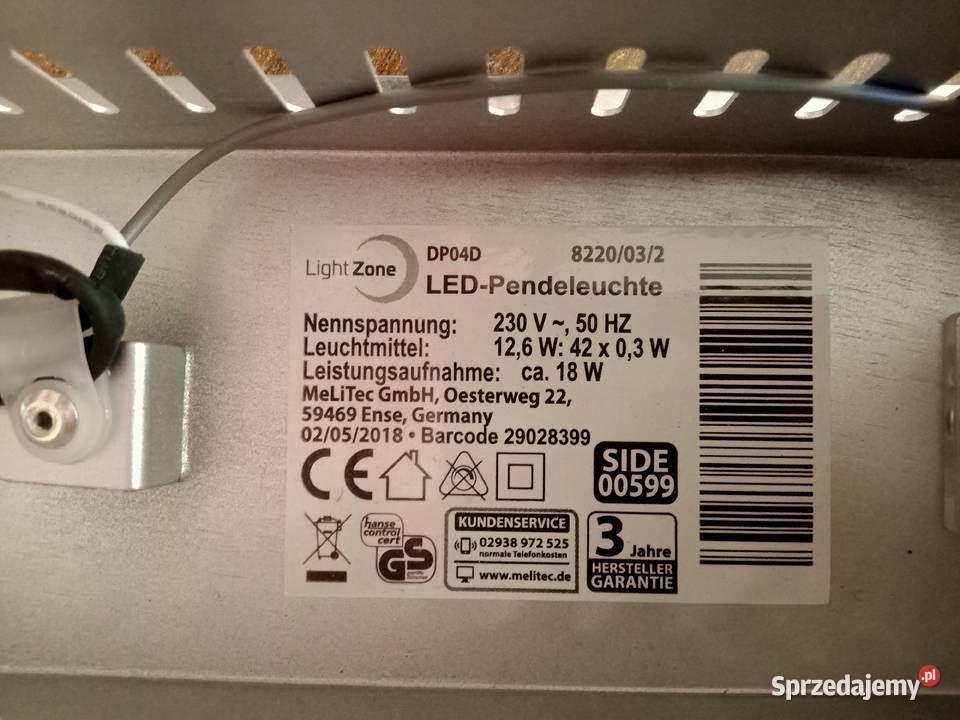 Light Zone
DP04D 8220/03/2
LED-Pendeleuchte
Nennspannung: 230 V ~, 50 HZ
Leuchtmittel: 12,6 W: 42 x 0,3 W
Leistungsaufnahme: ca. 18 W
MeLiTec GmbH, Oesterweg 22,
59469 Ense, Germany
02/05/2018 • Barcode 29028399
CE
SIDE
00599
hanse
control
cert
GS
KUNDENSERVICE
02938 972 525
normale Telefonkosten
www.melitec.de
3 Jahre
HERSTELLER
GARANTIE
Sprzedajemy.pl